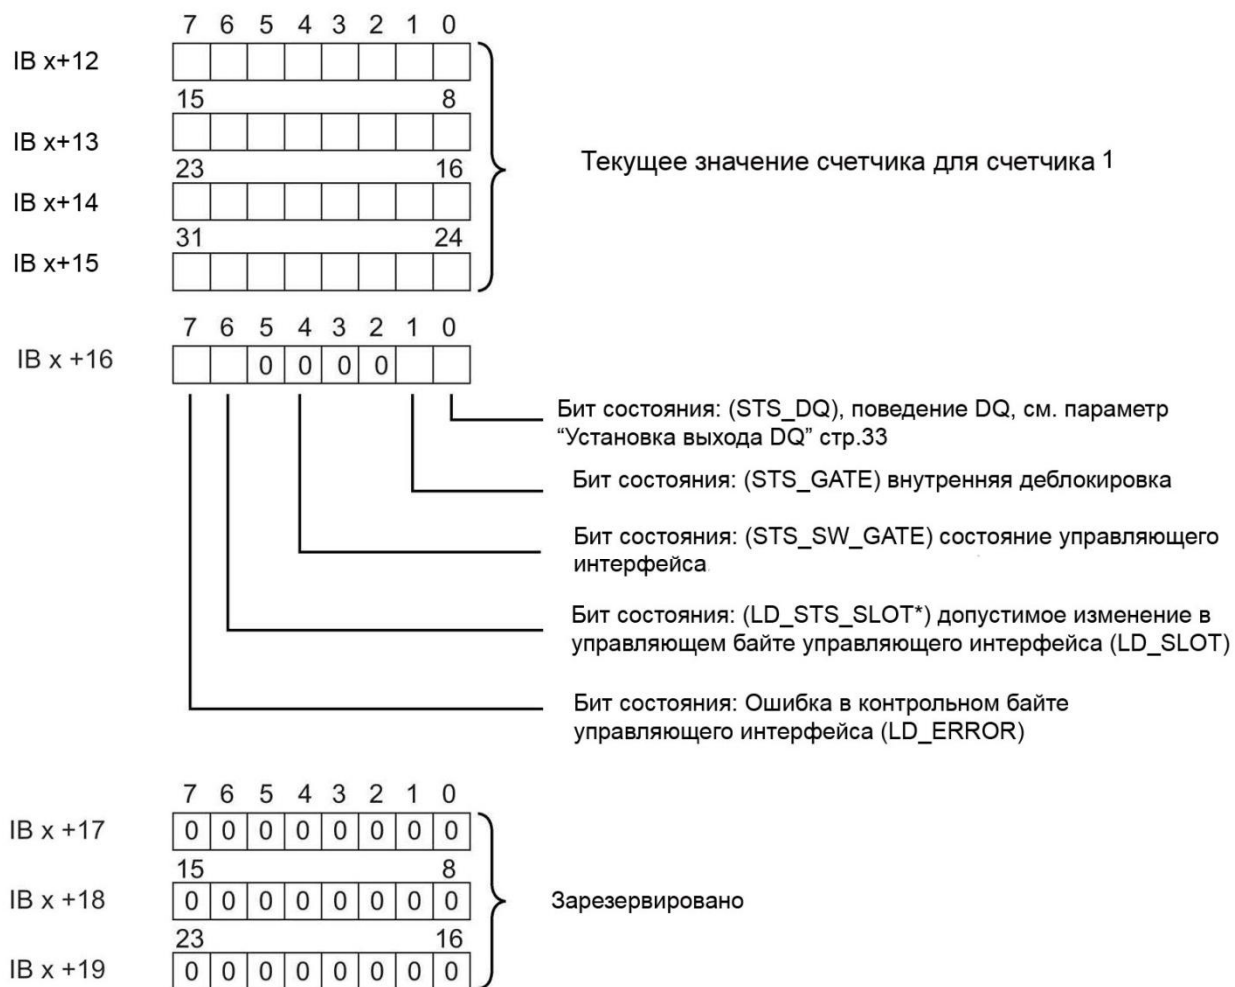 7 6 5 4 3 2 1 0
IB x+12
15 8
IB x+13
Текущее значение счетчика для счетчика 1
23 16
IB x+14
31 24
IB x+15
7 6 5 4 3 2 1 0
IB x +16 0 0 0 0
Бит состояния: (STS_DQ), поведение DQ, см. параметр
“Установка выхода DQ” стр.33
Бит состояния: (STS_GATE) внутренняя деблокировка
Бит состояния: (STS_SW_GATE) состояние управляющего
интерфейса
Бит состояния: (LD_STS_SLOT*) допустимое изменение в
управляющем байте управляющего интерфейса (LD_SLOT)
Бит состояния: Ошибка в контрольном байте
управляющего интерфейса (LD_ERROR)
7 6 5 4 3 2 1 0
IB x +17 0 0 0 0 0 0 0 0
15 8
IB x +18 0 0 0 0 0 0 0 0
Зарезервировано
23 16
IB x +19 0 0 0 0 0 0 0 0